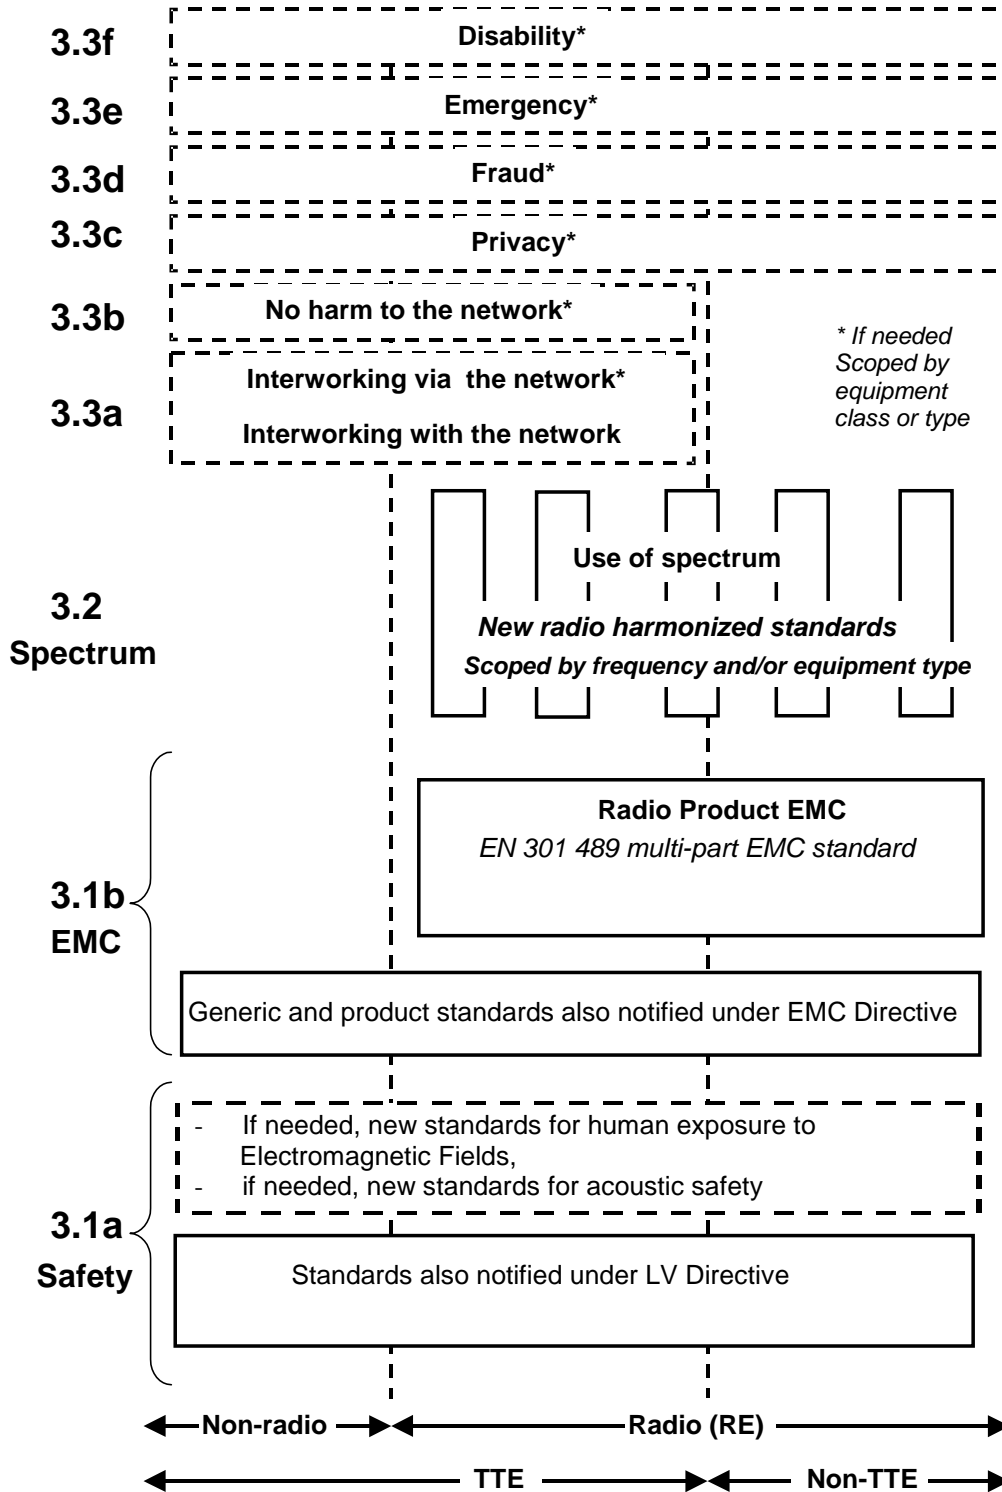 3.3f
Disability*
3.3e
Emergency*
3.3d
Fraud*
3.3c
Privacy*
3.3b
No harm to the network*
* If needed
Scoped by
equipment
class or type
3.3a
Interworking via the network*
Interworking with the network
3.2
Spectrum
Use of spectrum
New radio harmonized standards
Scoped by frequency and/or equipment type
3.1b
EMC
Radio Product EMC
EN 301 489 multi-part EMC standard
Generic and product standards also notified under EMC Directive
3.1a
Safety
- If needed, new standards for human exposure to
Electromagnetic Fields,
- if needed, new standards for acoustic safety
Standards also notified under LV Directive
Non-radio
Radio (RE)
TTE
Non-TTE